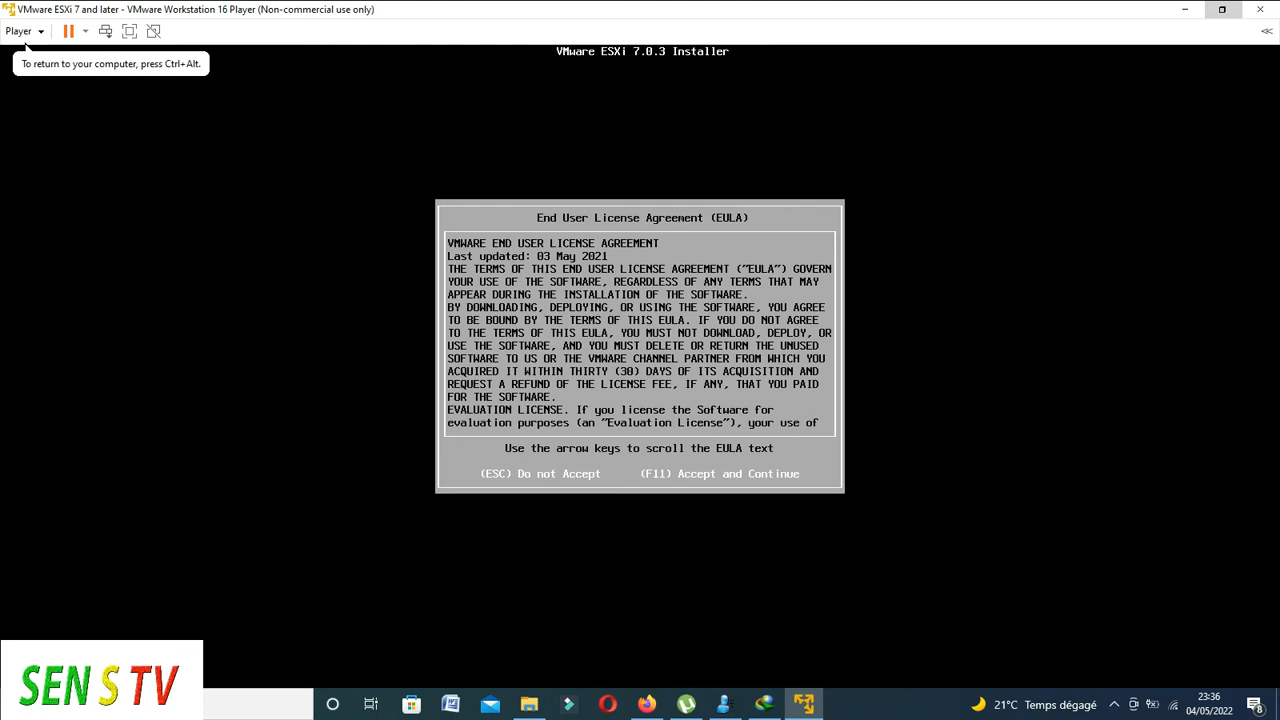 VMware ESXi 7 and later - VMware Workstation 16 Player (Non-commercial use only)
Player
To return to your computer, press Ctrl+Alt.
VMware ESXi 7.0.3 Installer
End User License Agreement (EULA)
VMWARE END USER LICENSE AGREEMENT
Last updated: 03 May 2021
THE TERMS OF THIS END USER LICENSE AGREEMENT ("EULA") GOVERN
YOUR USE OF THE SOFTWARE, REGARDLESS OF ANY TERMS THAT MAY
APPEAR DURING THE INSTALLATION OF THE SOFTWARE.
BY DOWNLOADING, DEPLOYING, OR USING THE SOFTWARE, YOU AGREE
TO BE BOUND BY THE TERMS OF THIS EULA. IF YOU DO NOT AGREE
TO THE TERMS OF THIS EULA, YOU MUST NOT DOWNLOAD, DEPLOY, OR
USE THE SOFTWARE, AND YOU MUST DELETE OR RETURN THE UNUSED
SOFTWARE TO US OR THE VMWARE CHANNEL PARTNER FROM WHICH YOU
ACQUIRED IT WITHIN THIRTY (30) DAYS OF ITS ACQUISITION AND
REQUEST A REFUND OF THE LICENSE FEE, IF ANY, THAT YOU PAID
FOR THE SOFTWARE.
EVALUATION LICENSE. If you license the Software for
evaluation purposes (an "Evaluation License"), your use of
Use the arrow keys to scroll the EULA text
(ESC) Do not Accept (F11) Accept and Continue
SEN S TV
21°C Temps dégagé
23:36
04/05/2022
8